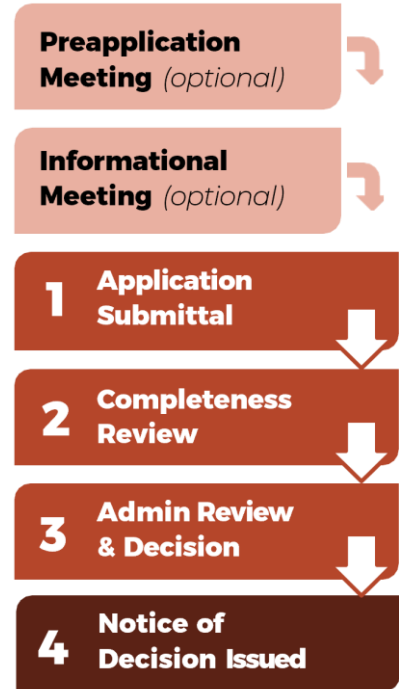 Preapplication
Meeting (optional)
Informational
Meeting (optional)
1
Application
Submittal
2
Completeness
Review
3
Admin Review
& Decision
4
Notice of
Decision Issued